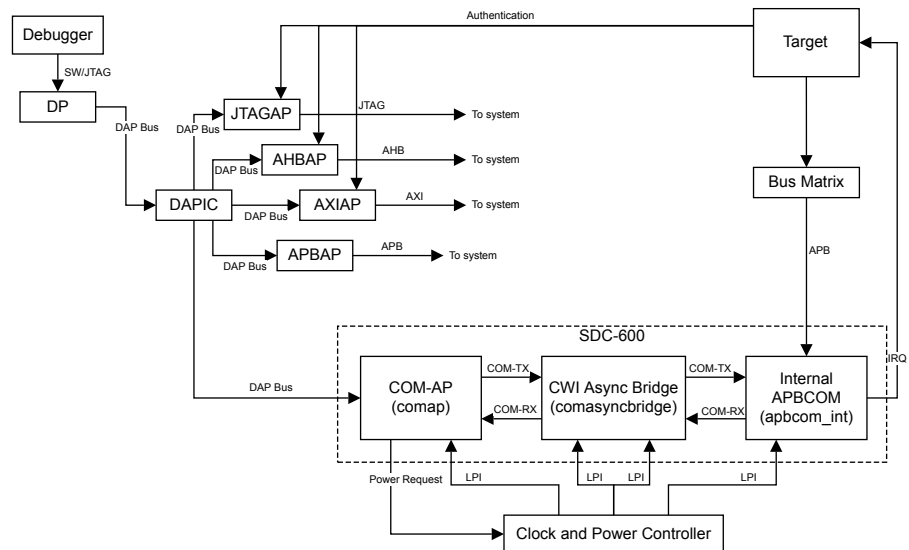 Authentication
Debugger
Target
SW/JTAG
DP
DAP Bus
DAP Bus
JTAGAP
JTAG
To system
DAP Bus
AHBAP
AHB
To system
Bus Matrix
DAPIC
DAP Bus
AXIAP
AXI
To system
DAP Bus
APBAP
APB
To system
APB
SDC-600
IRQ
DAP Bus
COM-AP
(comap)
COM-TX
COM-RX
CWI Async Bridge
(comasyncbridge)
COM-TX
COM-RX
Internal
APBCOM
(apbcom_int)
Power Request
LPI
LPI
LPI
LPI
Clock and Power Controller